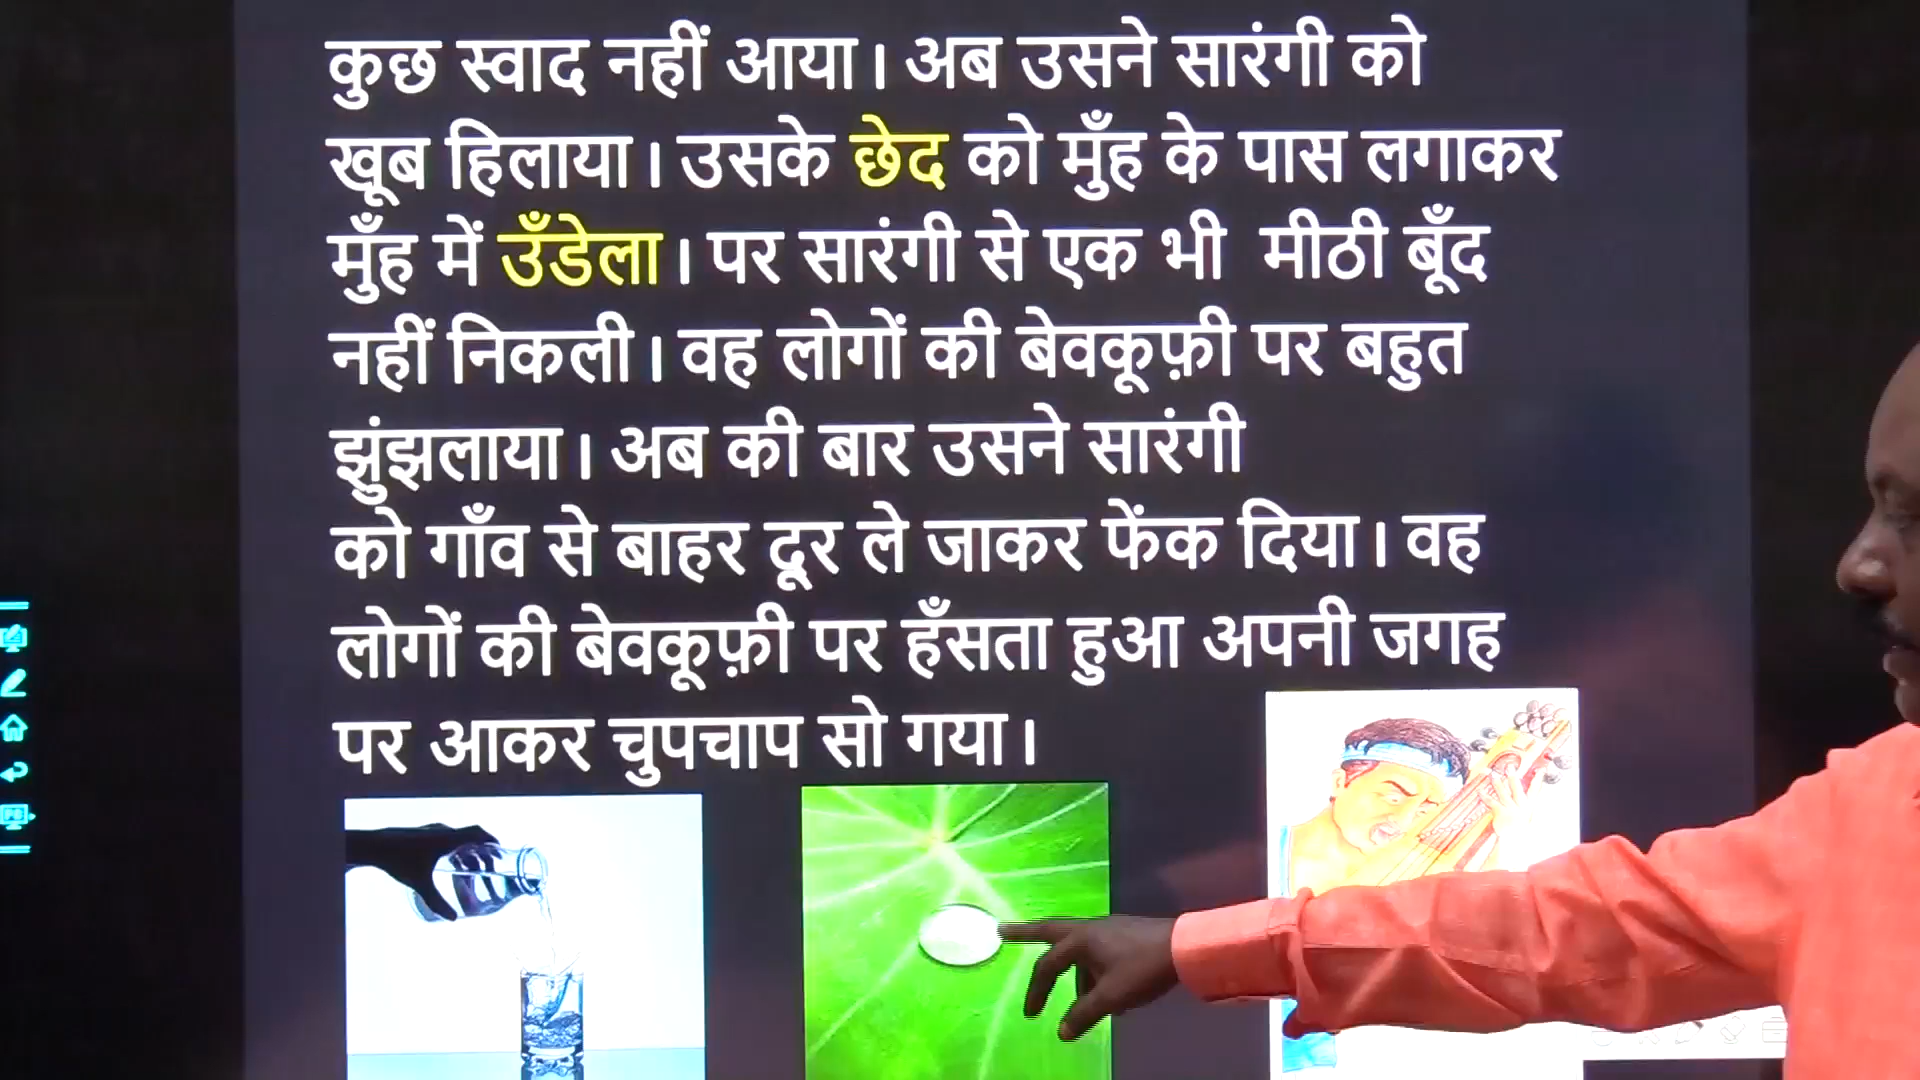 कुछ स्वाद नहीं आया। अब उसने सारंगी को
खूब हिलाया। उसके छेद को मुँह के पास लगाकर
मुँह में उँडेला। पर सारंगी से एक भी मीठी बूँद
नहीं निकली। वह लोगों की बेवकूफ़ी पर बहुत
झुंझलाया। अब की बार उसने सारंगी
को गाँव से बाहर दूर ले जाकर फेंक दिया। वह
लोगों की बेवकूफ़ी पर हँसता हुआ अपनी जगह
पर आकर चुपचाप सो गया।